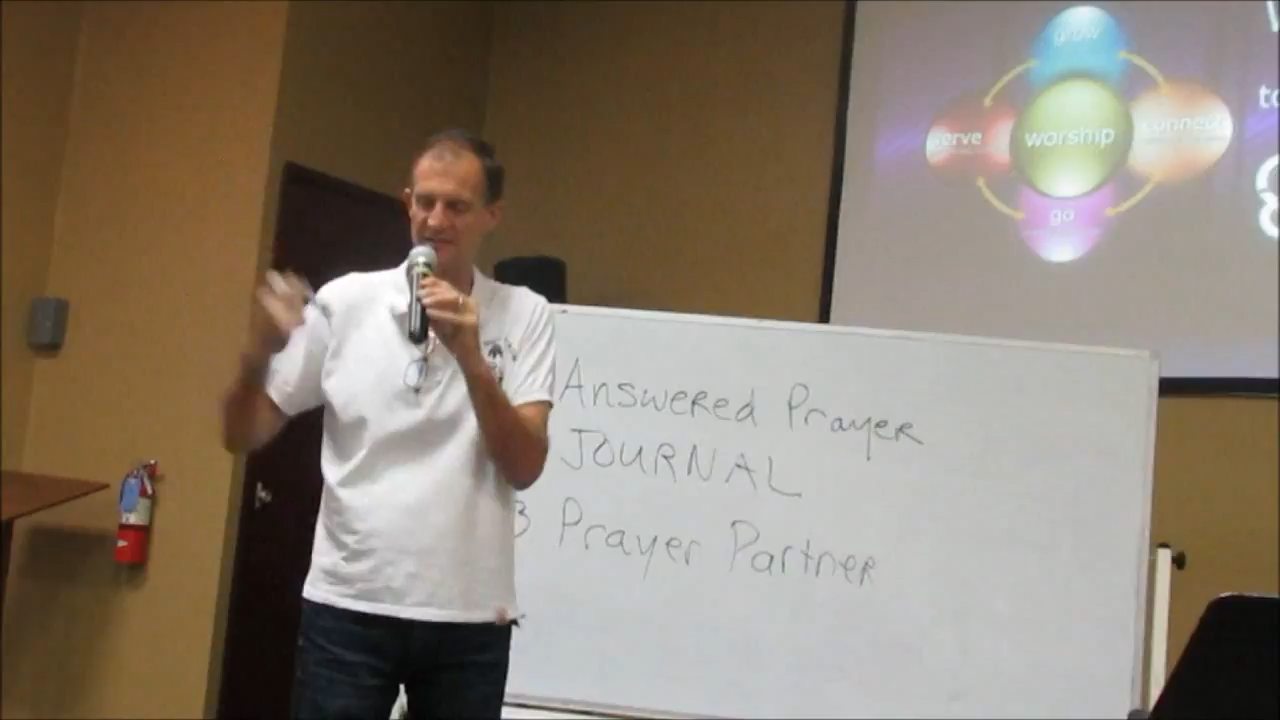 grow
serve
worship
connect
go
Answered Prayer
JOURNAL
3 Prayer Partner